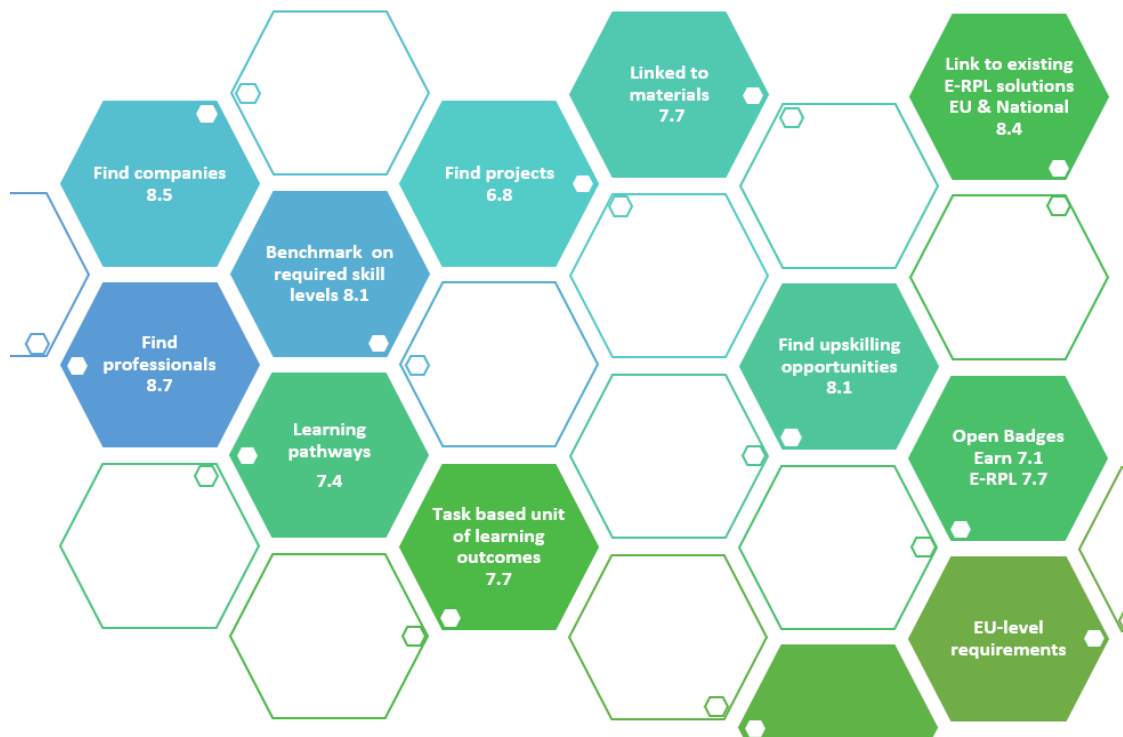 Linked to
materials
7.7
Link to existing
E-RPL solutions
EU & National
8.4
Find companies
8.5
Find projects
6.8
Benchmark on
required skill
levels 8.1
Find
professionals
8.7
Find upskilling
opportunities
8.1
Learning
pathways
7.4
Open Badges
Earn 7.1
E-RPL 7.7
Task based unit
of learning
outcomes
7.7
EU-level
requirements